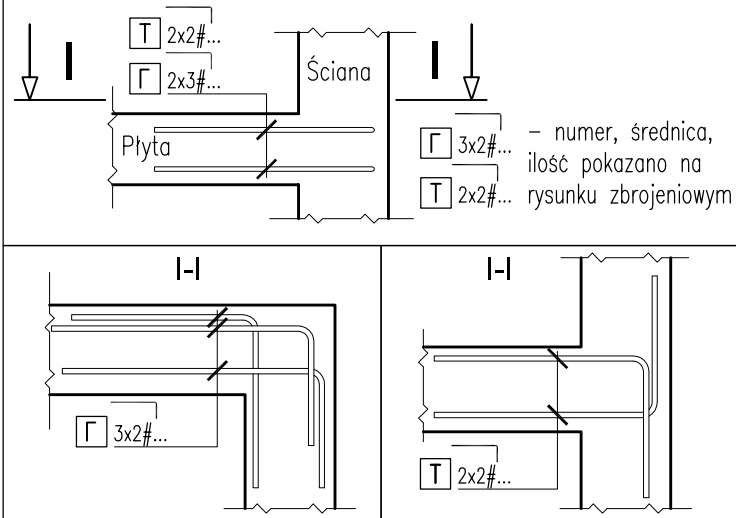 T 2x2#...
Γ 2x3#...
I
Ściana
I
Płyta
Γ 3x2#...
T 2x2#...
– numer, średnica,
ilość pokazano na
rysunku zbrojeniowym
I-I
Γ 3x2#...
I-I
T 2x2#...